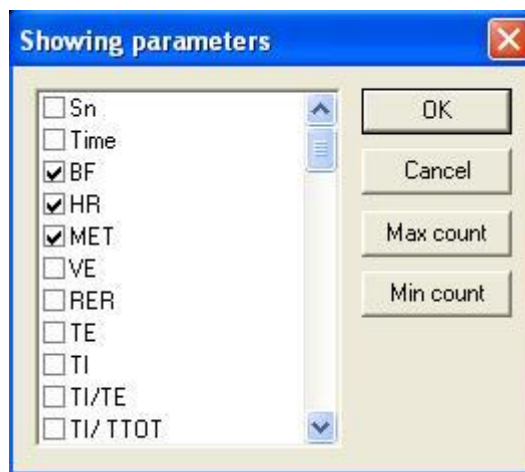 Showing parameters
Sn
Time
BF
HR
MET
VE
RER
TE
TI
TI/TE
TI/ TTOT
OK
Cancel
Max count
Min count